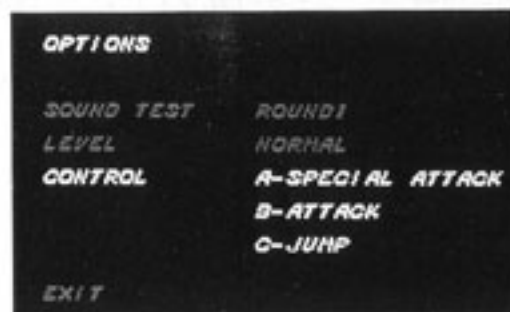 OPTIONS
SOUND TEST ROUND1
LEVEL NORMAL
CONTROL A-SPECIAL ATTACK
B-ATTACK
C-JUMP
EXIT